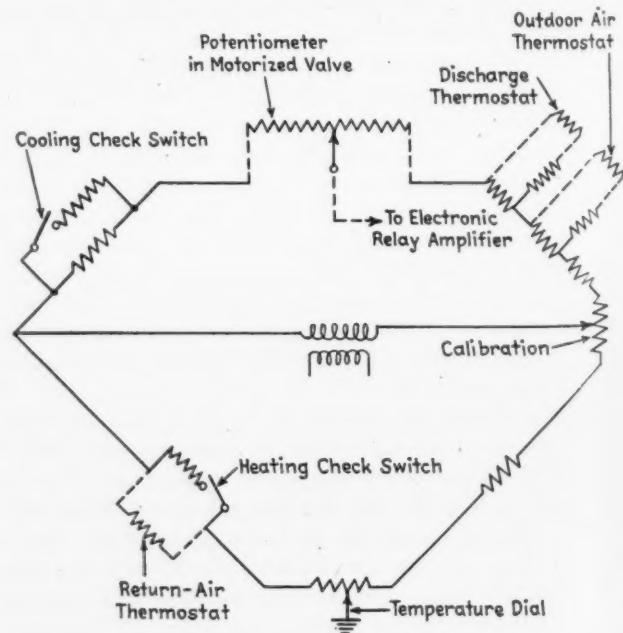 Outdoor Air
Thermostat
Potentiometer
in Motorized Valve
Discharge
Thermostat
Cooling Check Switch
To Electronic
Relay Amplifier
Calibration
Heating Check Switch
Return-Air
Thermostat
Temperature Dial